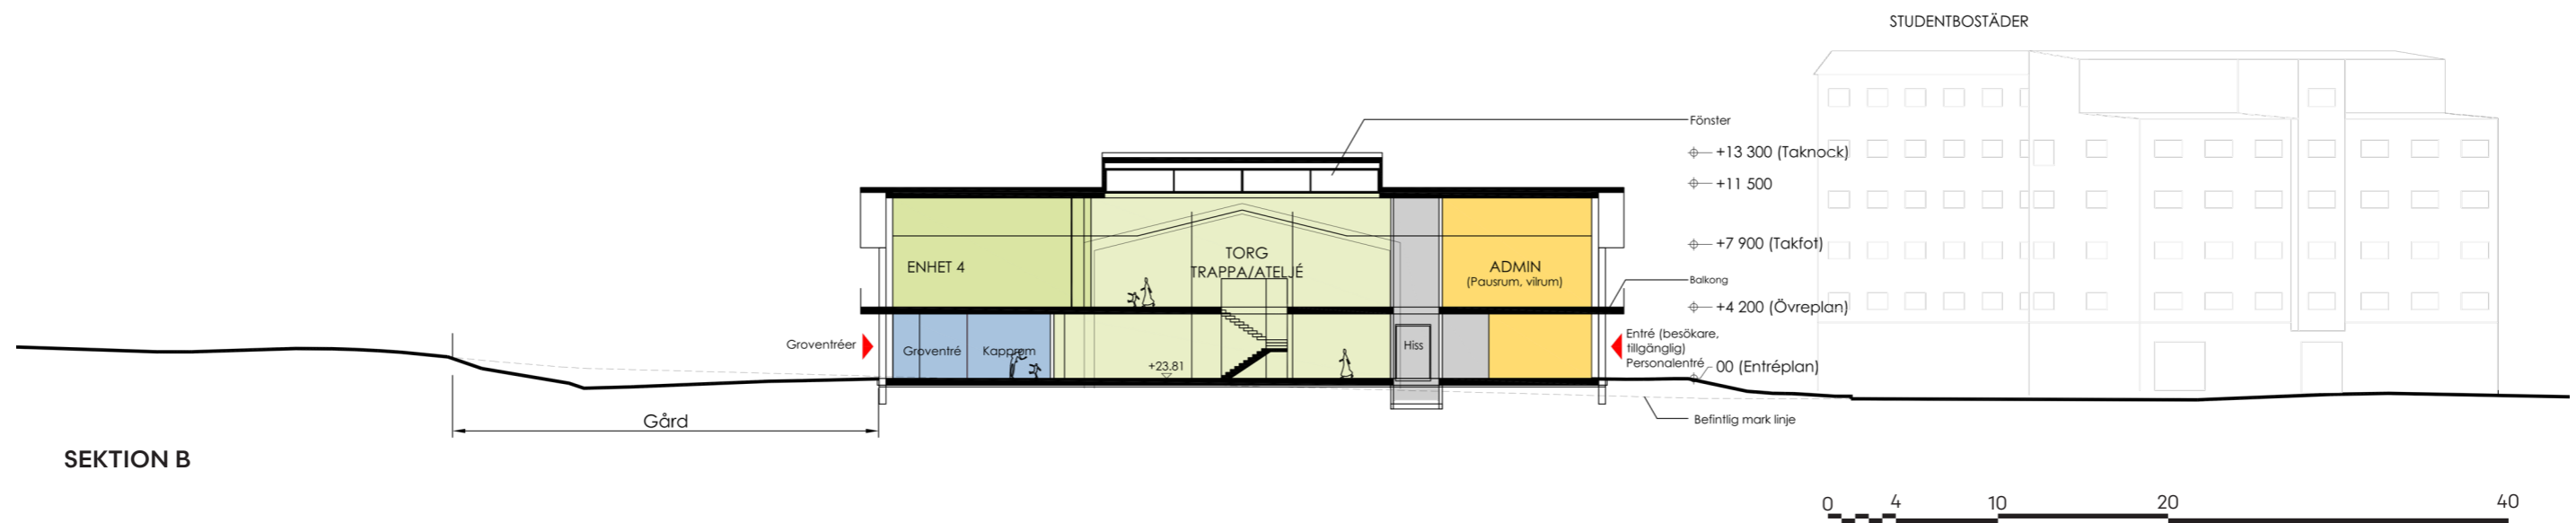 STUDENTBOSTÄDER
Fönster
+13 300 (Taknock)
+11 500
+7 900 (Takfot)
TORG
TRAPPA/ATELJÉ
ENHET 4
ADMIN
(Pausrum, vilrum)
Balkong
+4 200 (Övreplan)
Groventréer
Groventré
Kapprum
Hiss
Entré (besökare,
tillgänglig)
Personalentré
+23.81
00 (Entréplan)
Gård
Befintlig mark linje
SEKTION B
0 4 10 20 40